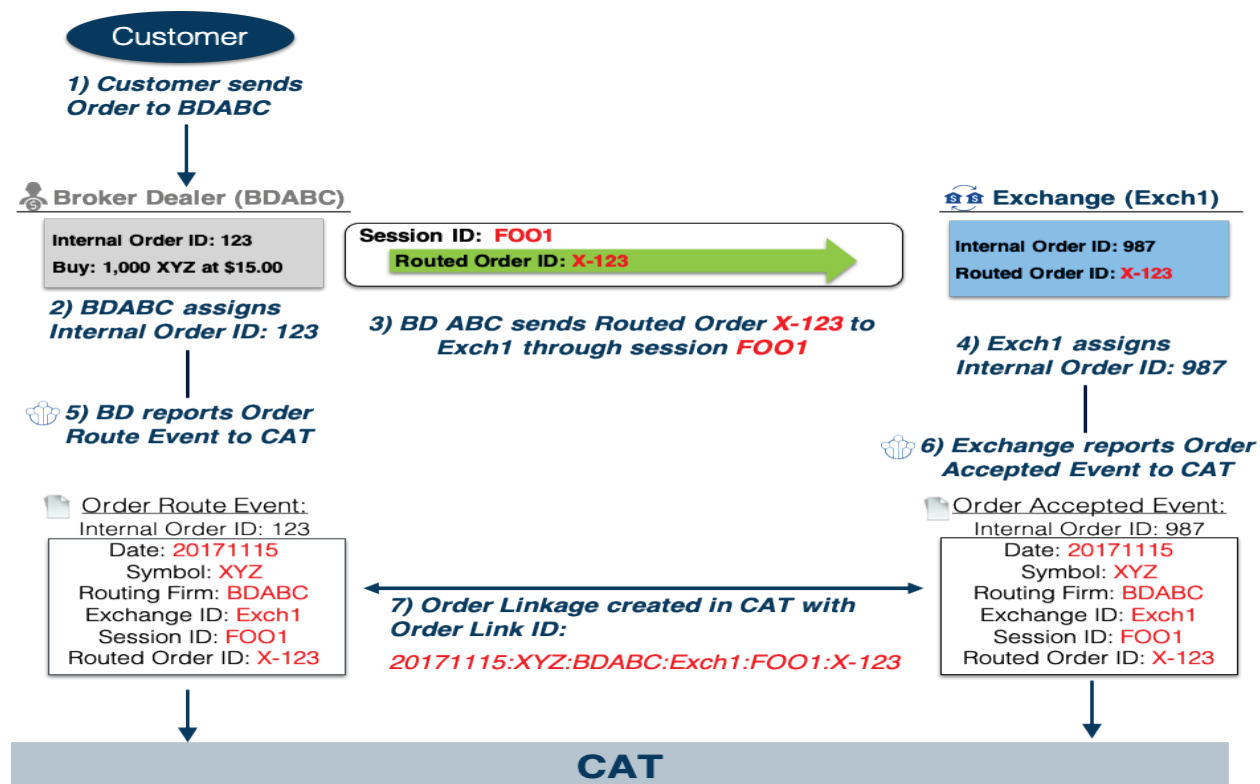 Customer
1) Customer sends
Order to BDABC
Broker Dealer (BDABC)
Internal Order ID: 123
Buy: 1,000 XYZ at $15.00
2) BDABC assigns
Internal Order ID: 123
Session ID: FOO1
Routed Order ID: X-123
3) BD ABC sends Routed Order X-123 to
Exch1 through session FOO1
Exchange (Exch1)
Internal Order ID: 987
Routed Order ID: X-123
4) Exch1 assigns
Internal Order ID: 987
5) BD reports Order
Route Event to CAT
6) Exchange reports Order
Accepted Event to CAT
Order Route Event:
Internal Order ID: 123
Date: 20171115
Symbol: XYZ
Routing Firm: BDABC
Exchange ID: Exch1
Session ID: FOO1
Routed Order ID: X-123
7) Order Linkage created in CAT with
Order Link ID:
20171115:XYZ:BDABC:Exch1:FOO1:X-123
Order Accepted Event:
Internal Order ID: 987
Date: 20171115
Symbol: XYZ
Routing Firm: BDABC
Exchange ID: Exch1
Session ID: FOO1
Routed Order ID: X-123
CAT